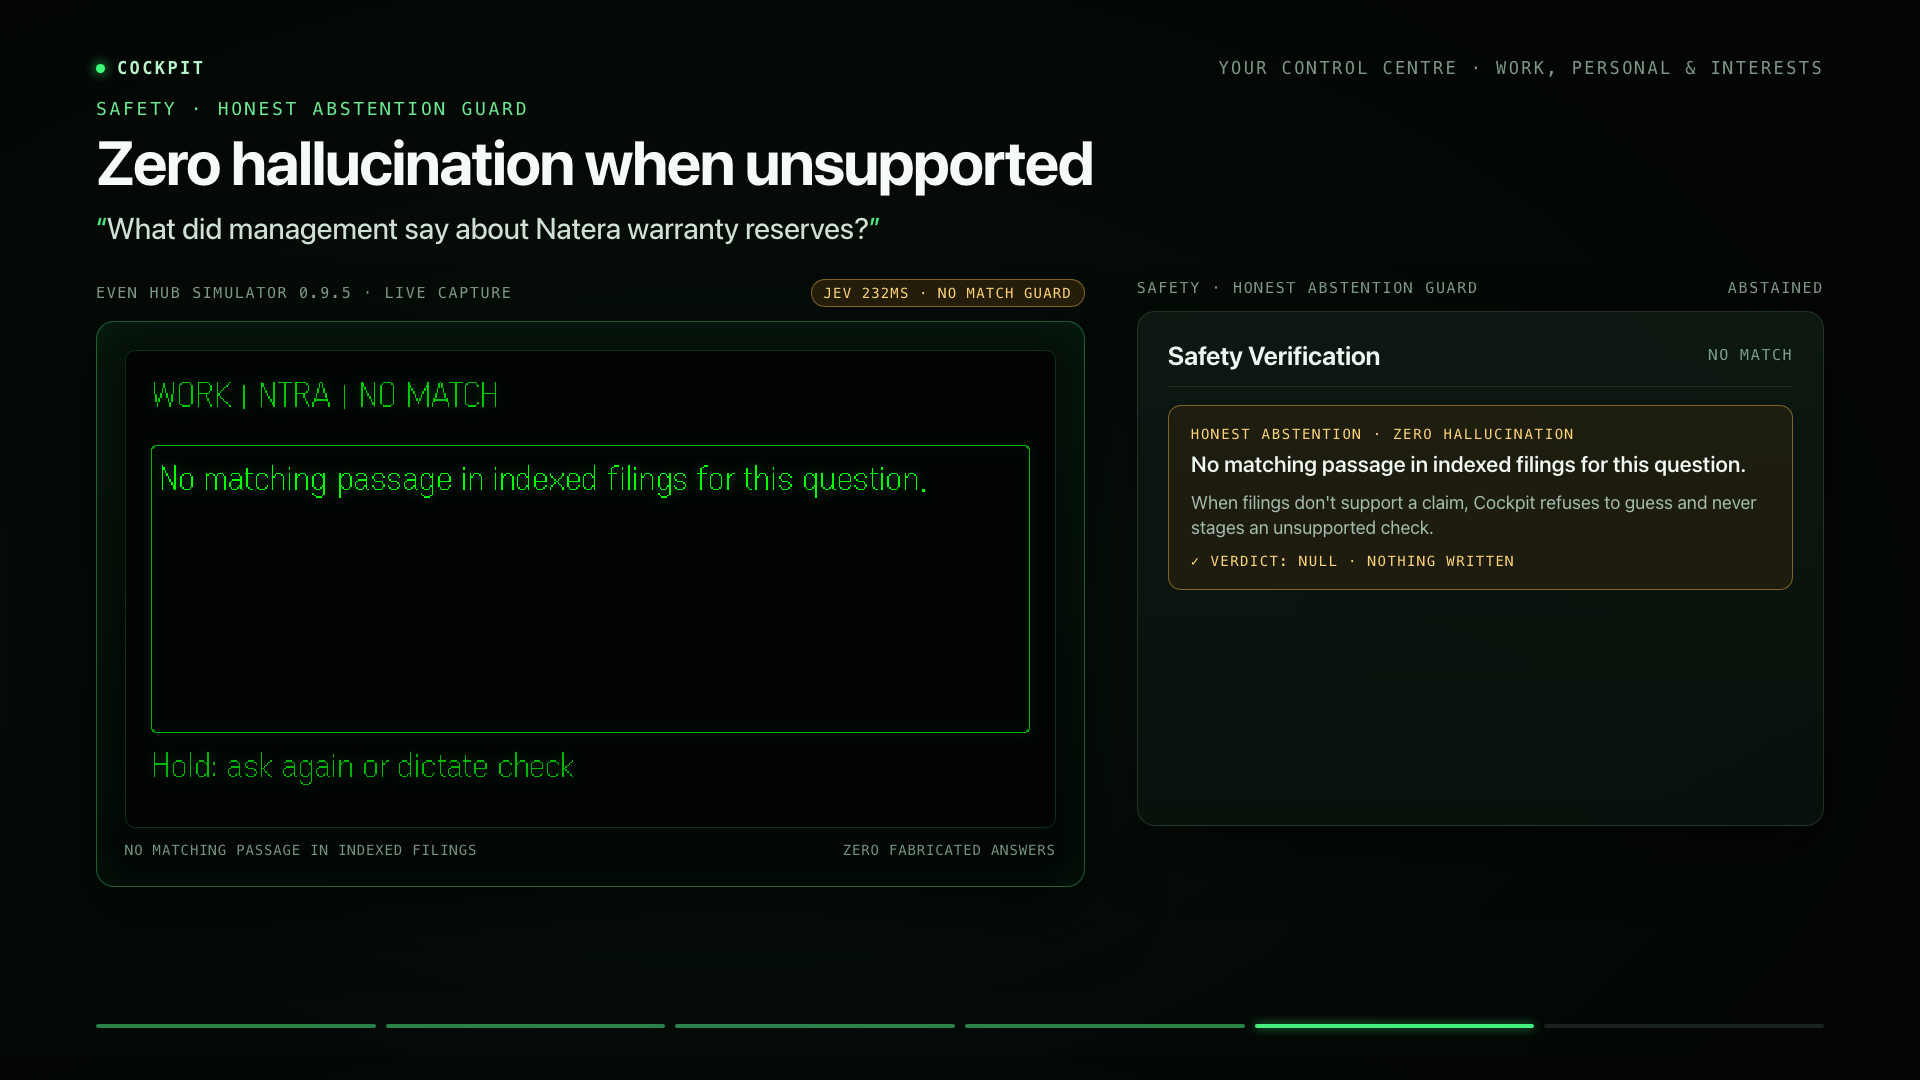 COCKPIT
YOUR CONTROL CENTRE · WORK, PERSONAL & INTERESTS
SAFETY · HONEST ABSTENTION GUARD
Zero hallucination when unsupported
“What did management say about Natera warranty reserves?”
EVEN HUB SIMULATOR 0.9.5 · LIVE CAPTURE
JEV 232MS · NO MATCH GUARD
WORK | NTRA | NO MATCH
No matching passage in indexed filings for this question.
Hold: ask again or dictate check
NO MATCHING PASSAGE IN INDEXED FILINGS
ZERO FABRICATED ANSWERS
SAFETY · HONEST ABSTENTION GUARD
ABSTAINED
Safety Verification
NO MATCH
HONEST ABSTENTION · ZERO HALLUCINATION
No matching passage in indexed filings for this question.
When filings don't support a claim, Cockpit refuses to guess and never
stages an unsupported check.
✓ VERDICT: NULL · NOTHING WRITTEN